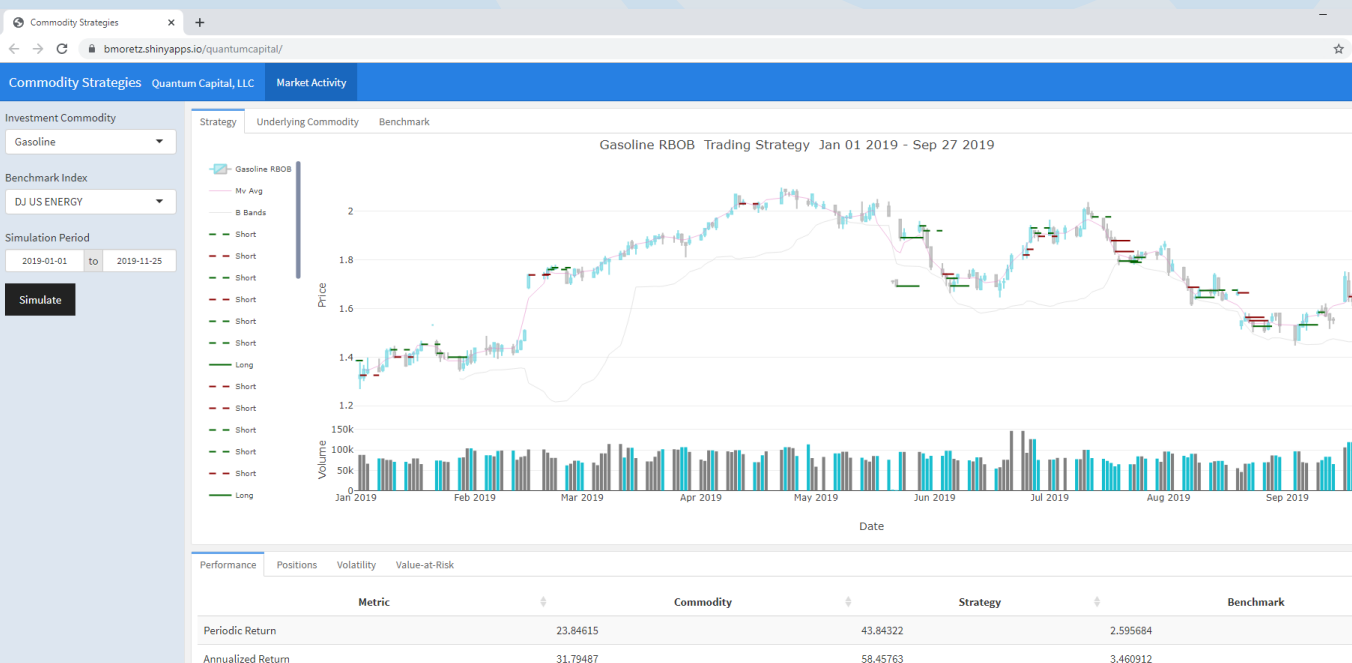 Commodity Strategies
bmoretz.shinyapps.io/quantumcapital/
Commodity Strategies Quantum Capital, LLC Market Activity
Investment Commodity
Gasoline
Benchmark Index
DJ US ENERGY
Simulation Period
2019-01-01 to 2019-11-25
Simulate
Strategy Underlying Commodity Benchmark
Gasoline RBOB Trading Strategy Jan 01 2019 - Sep 27 2019
Gasoline RBOB
Mv Avg
B Bands
Short
Short
Short
Short
Short
Short
Long
Short
Short
Short
Short
Short
Long
Price
2
1.8
1.6
1.4
1.2
Volume
150k
100k
50k
0
Jan 2019 Feb 2019 Mar 2019 Apr 2019 May 2019 Jun 2019 Jul 2019 Aug 2019 Sep 2019
Date
Performance Positions Volatility Value-at-Risk
Metric Commodity Strategy Benchmark
Periodic Return 23.84615 43.84322 2.595684
Annualized Return 31.79487 58.45763 3.460912